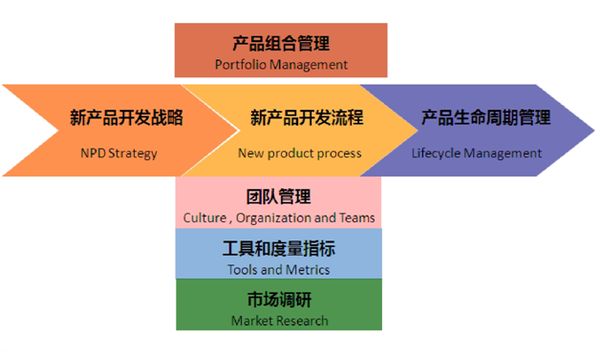 产品组合管理
Portfolio Management
新产品开发战略
NPD Strategy
新产品开发流程
New product process
产品生命周期管理
Lifecycle Management
团队管理
Culture , Organization and Teams
工具和度量指标
Tools and Metrics
市场调研
Market Research